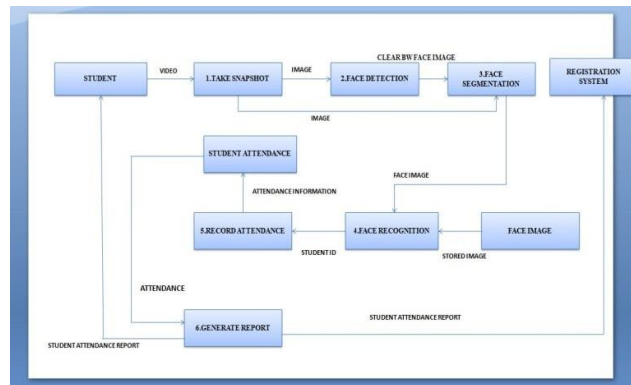 CLEAR BW FACE IMAGE
STUDENT
VIDEO
1.TAKE SNAPSHOT
IMAGE
2.FACE DETECTION
3.FACE
SEGMENTATION
REGISTRATION
SYSTEM
IMAGE
STUDENT ATTENDANCE
FACE IMAGE
ATTENDANCE INFORMATION
5.RECORD ATTENDANCE
4.FACE RECOGNITION
FACE IMAGE
STUDENT ID
STORED IMAGE
ATTENDANCE
6.GENERATE REPORT
STUDENT ATTENDANCE REPORT
STUDENT ATTENDANCE REPORT